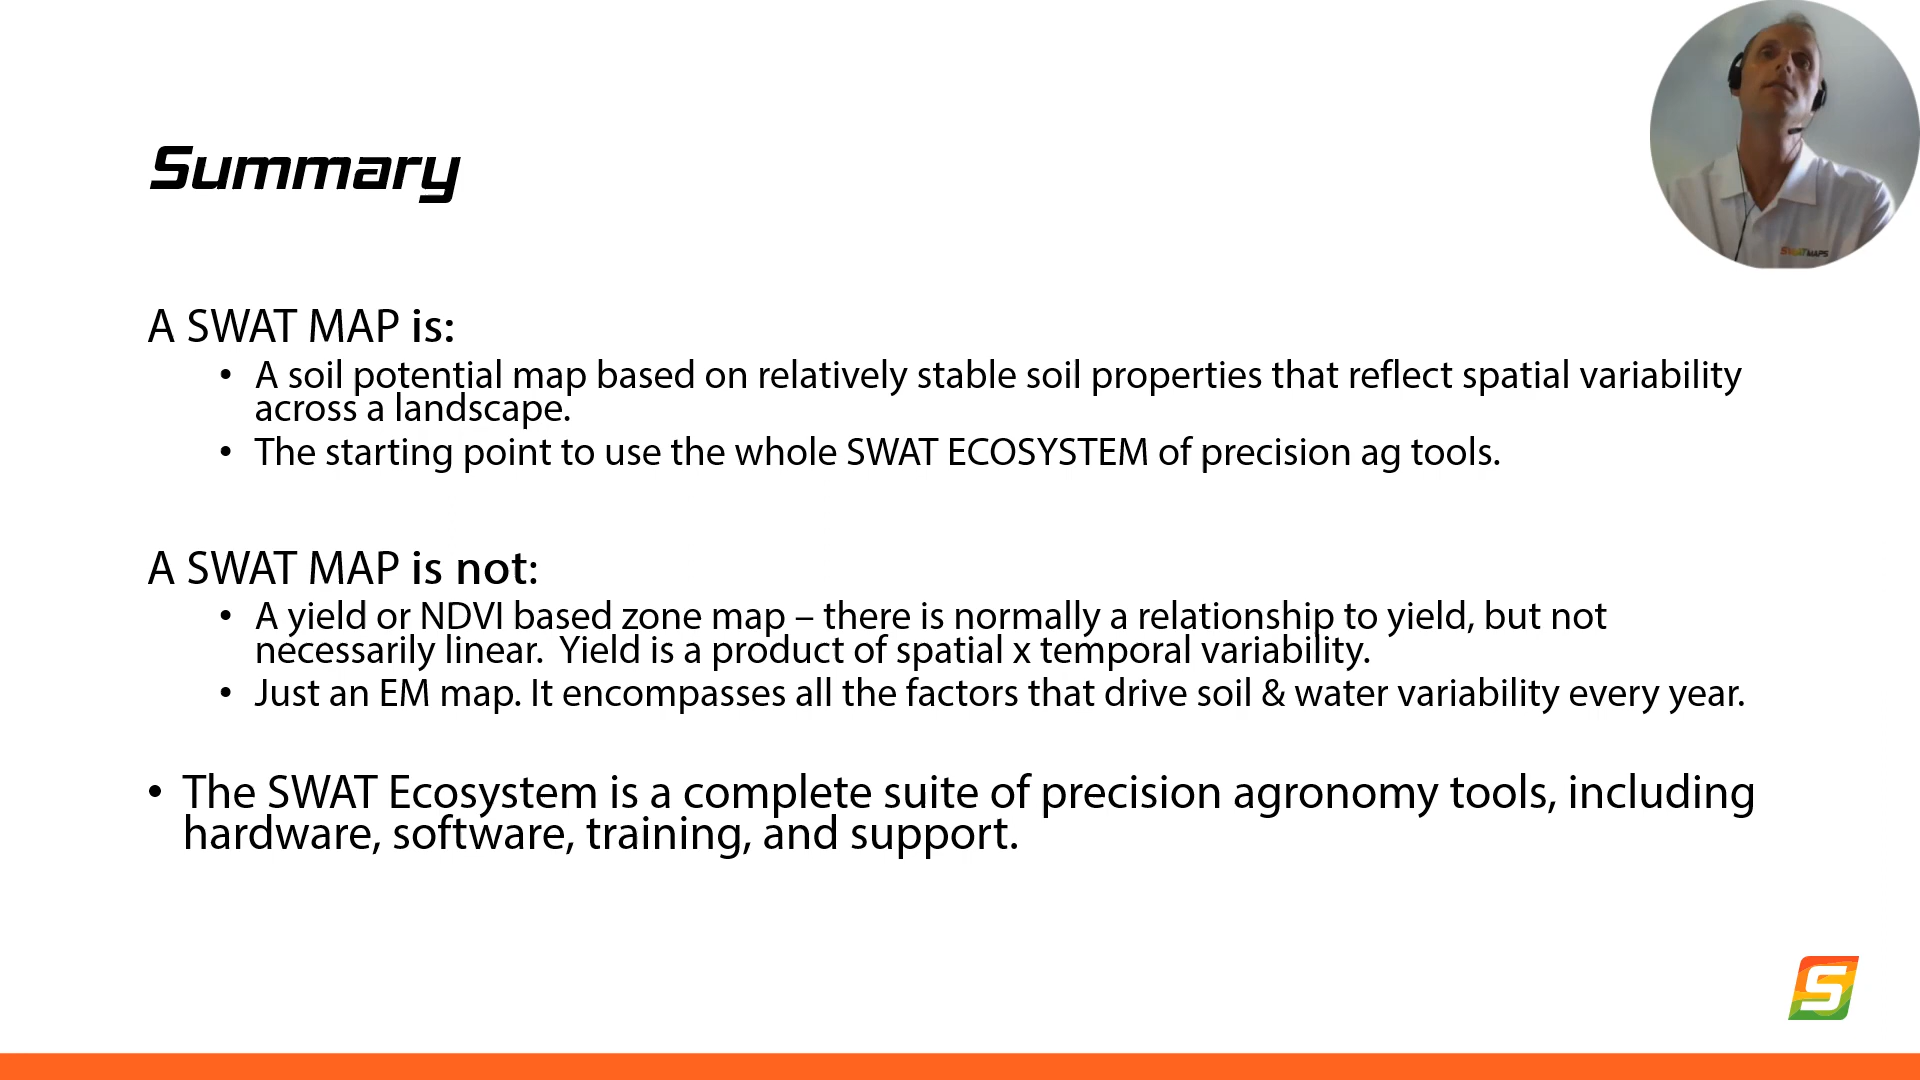 Summary
A SWAT MAP is:
• A soil potential map based on relatively stable soil properties that reflect spatial variability
across a landscape.
• The starting point to use the whole SWAT ECOSYSTEM of precision ag tools.
A SWAT MAP is not:
• A yield or NDVI based zone map – there is normally a relationship to yield, but not
necessarily linear.  Yield is a product of spatial x temporal variability.
• Just an EM map. It encompasses all the factors that drive soil & water variability every year.
• The SWAT Ecosystem is a complete suite of precision agronomy tools, including
hardware, software, training, and support.
SWATMAPS
S